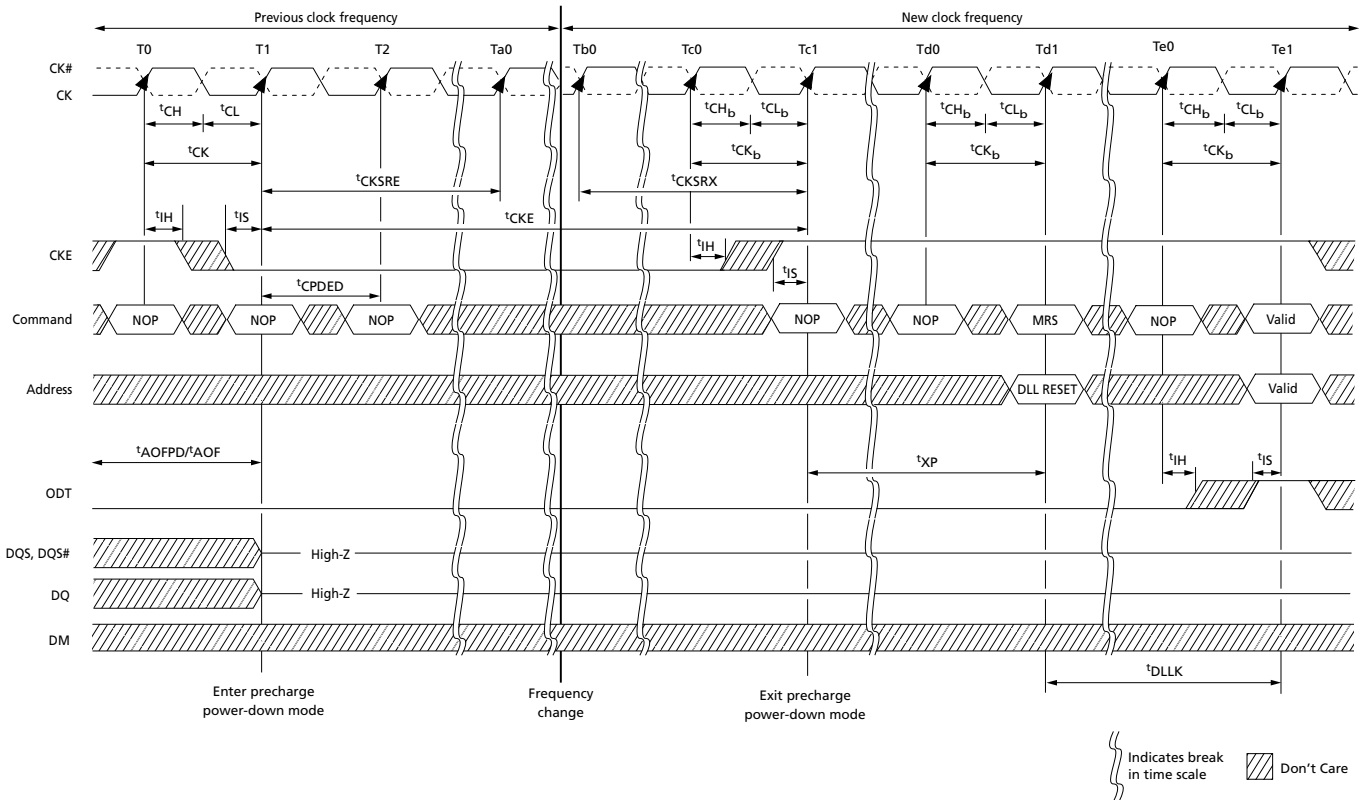 Previous clock frequency New clock frequency
T0 T1 T2 Ta0 Tb0 Tc0 Tc1 Td0 Td1 Te0 Te1
CK#
CK
tCH tCL tCHb tCLb tCHb tCLb tCHb tCLb
tCK tCKb tCKb tCKb
tCKSRE tCKSRX
tIH tIS tCKE
CKE tIH
tIS
tCPDED
Command NOP NOP NOP NOP NOP MRS NOP Valid
Address DLL RESET Valid
tAOFPD/tAOF tXP tIH tIS
ODT
DQS, DQS# High-Z
DQ High-Z
DM
tDLLK
Enter precharge
power-down mode
Frequency
change
Exit precharge
power-down mode
Indicates break
in time scale
Don't Care